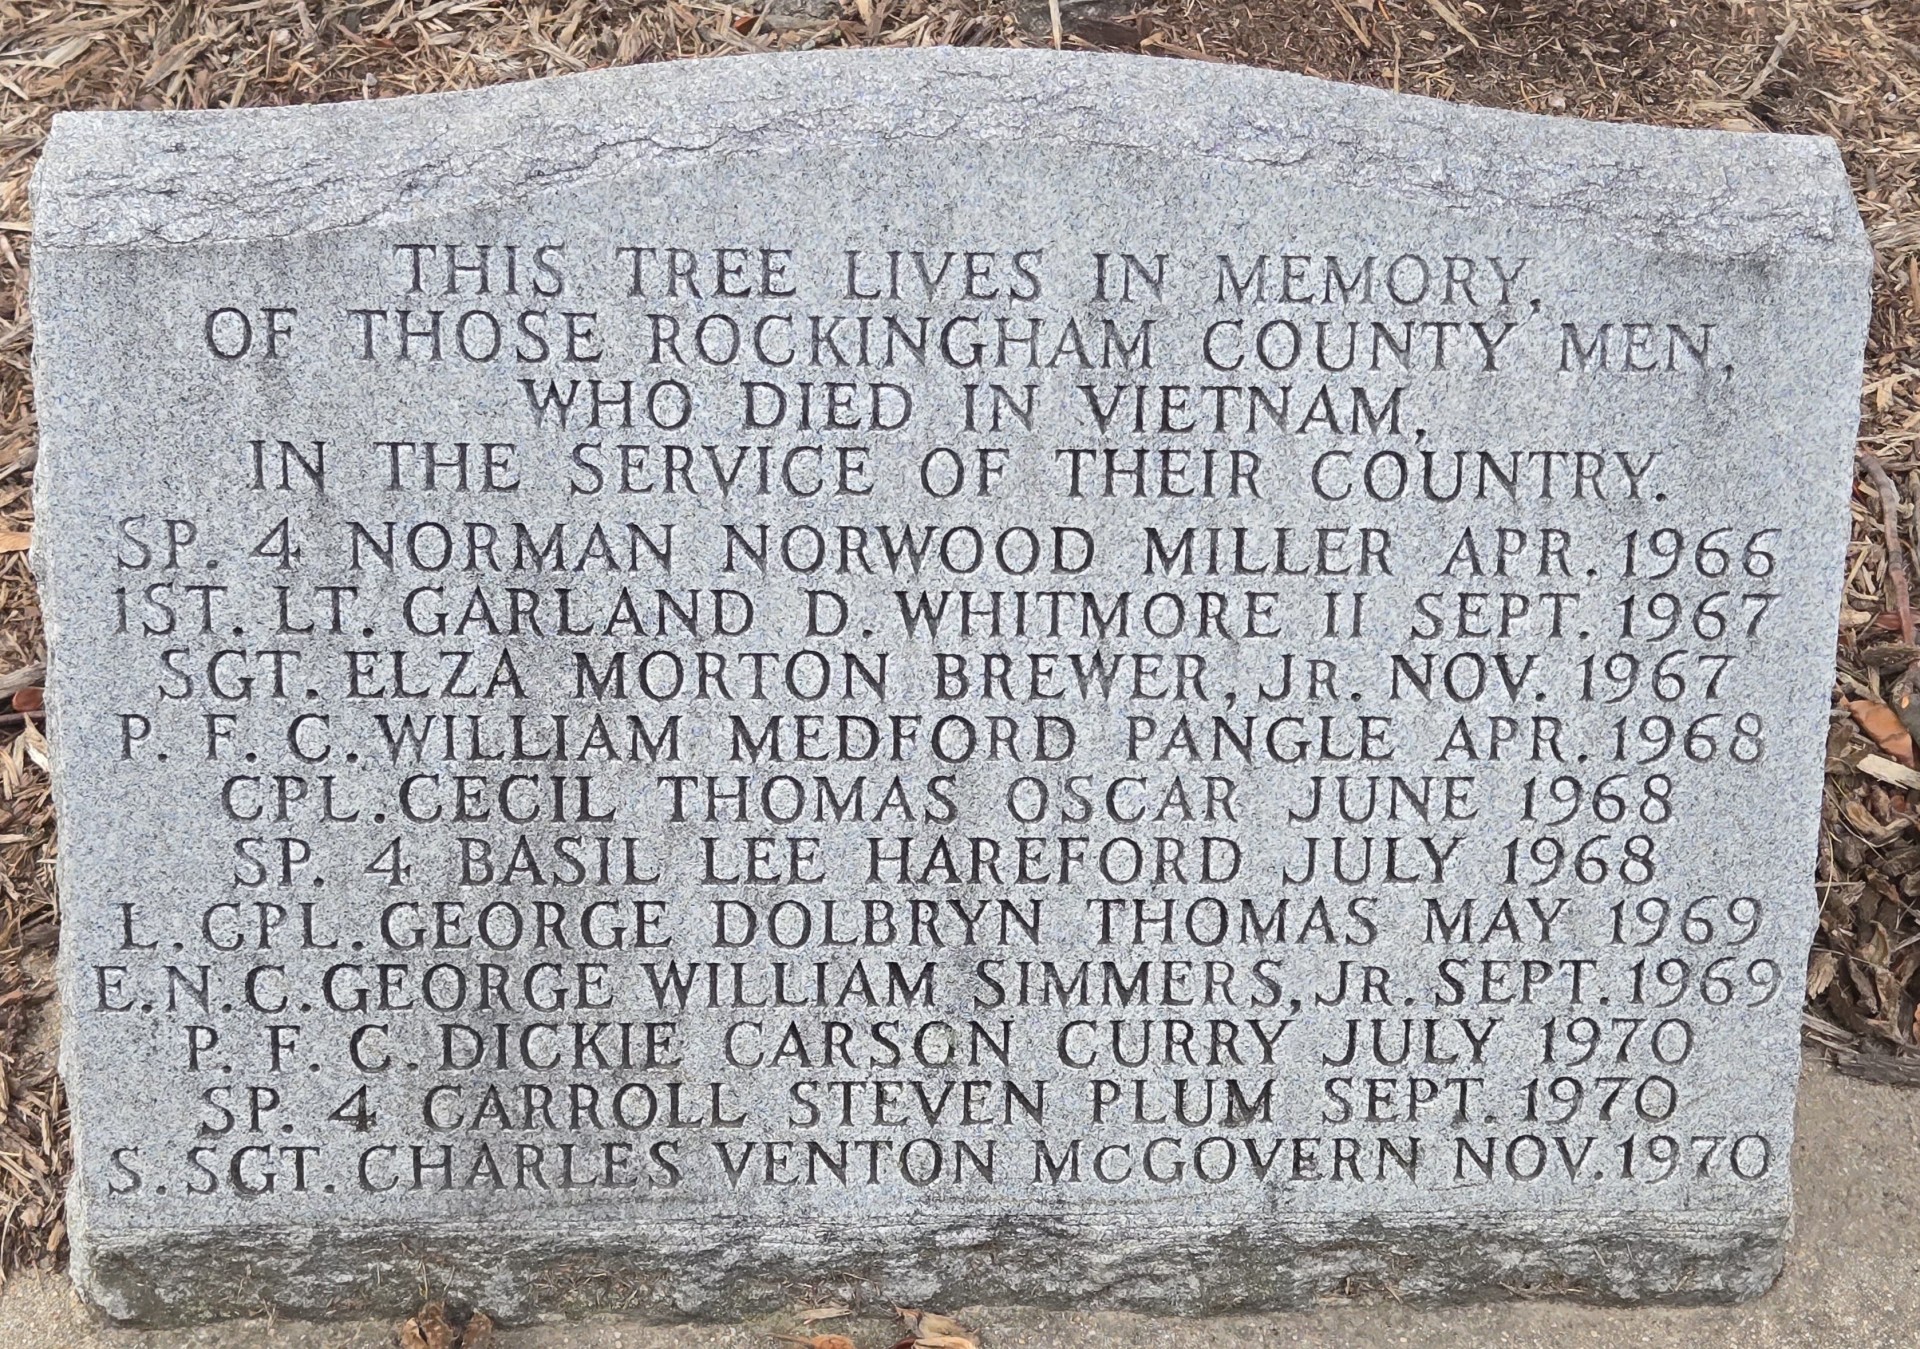 THIS TREE LIVES IN MEMORY,
OF THOSE ROCKINGHAM COUNTY MEN,
WHO DIED IN VIETNAM,
IN THE SERVICE OF THEIR COUNTRY.
SP. 4 NORMAN NORWOOD MILLER APR. 1966
1ST. LT. GARLAND D. WHITMORE II SEPT. 1967
SGT. ELZA MORTON BREWER, JR. NOV. 1967
P. F. C. WILLIAM MEDFORD PANGLE APR. 1968
CPL. CECIL THOMAS OSCAR JUNE 1968
SP. 4 BASIL LEE HAREFORD JULY 1968
L. CPL. GEORGE DOLBRYN THOMAS MAY 1969
E.N.C. GEORGE WILLIAM SIMMERS, JR. SEPT. 1969
P. F. C. DICKIE CARSON CURRY JULY 1970
SP. 4 CARROLL STEVEN PLUM SEPT. 1970
S. SGT. CHARLES VENTON McGOVERN NOV. 1970